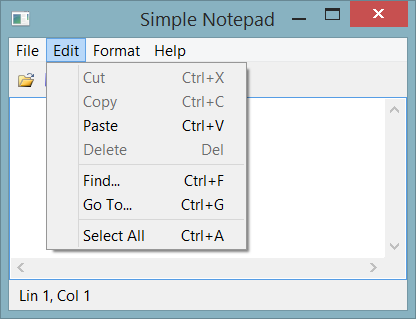 Simple Notepad
File Edit Format Help
Cut Ctrl+X
Copy Ctrl+C
Paste Ctrl+V
Delete Del
Find... Ctrl+F
Go To... Ctrl+G
Select All Ctrl+A
Lin 1, Col 1